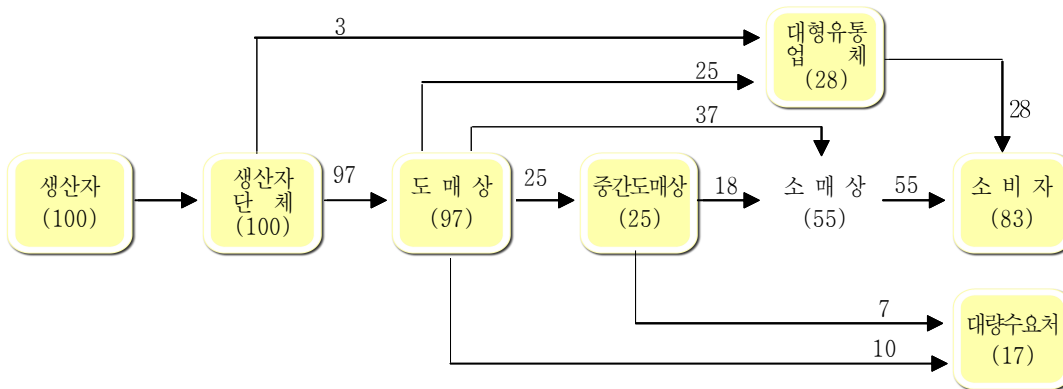 3
대형유통
업 체
(28)
25
37
28
생산자
(100)
생산자
단 체
(100)
97
도 매 상
(97)
25
중간도매상
(25)
18
소 매 상
(55)
55
소 비 자
(83)
7
10
대량수요처
(17)